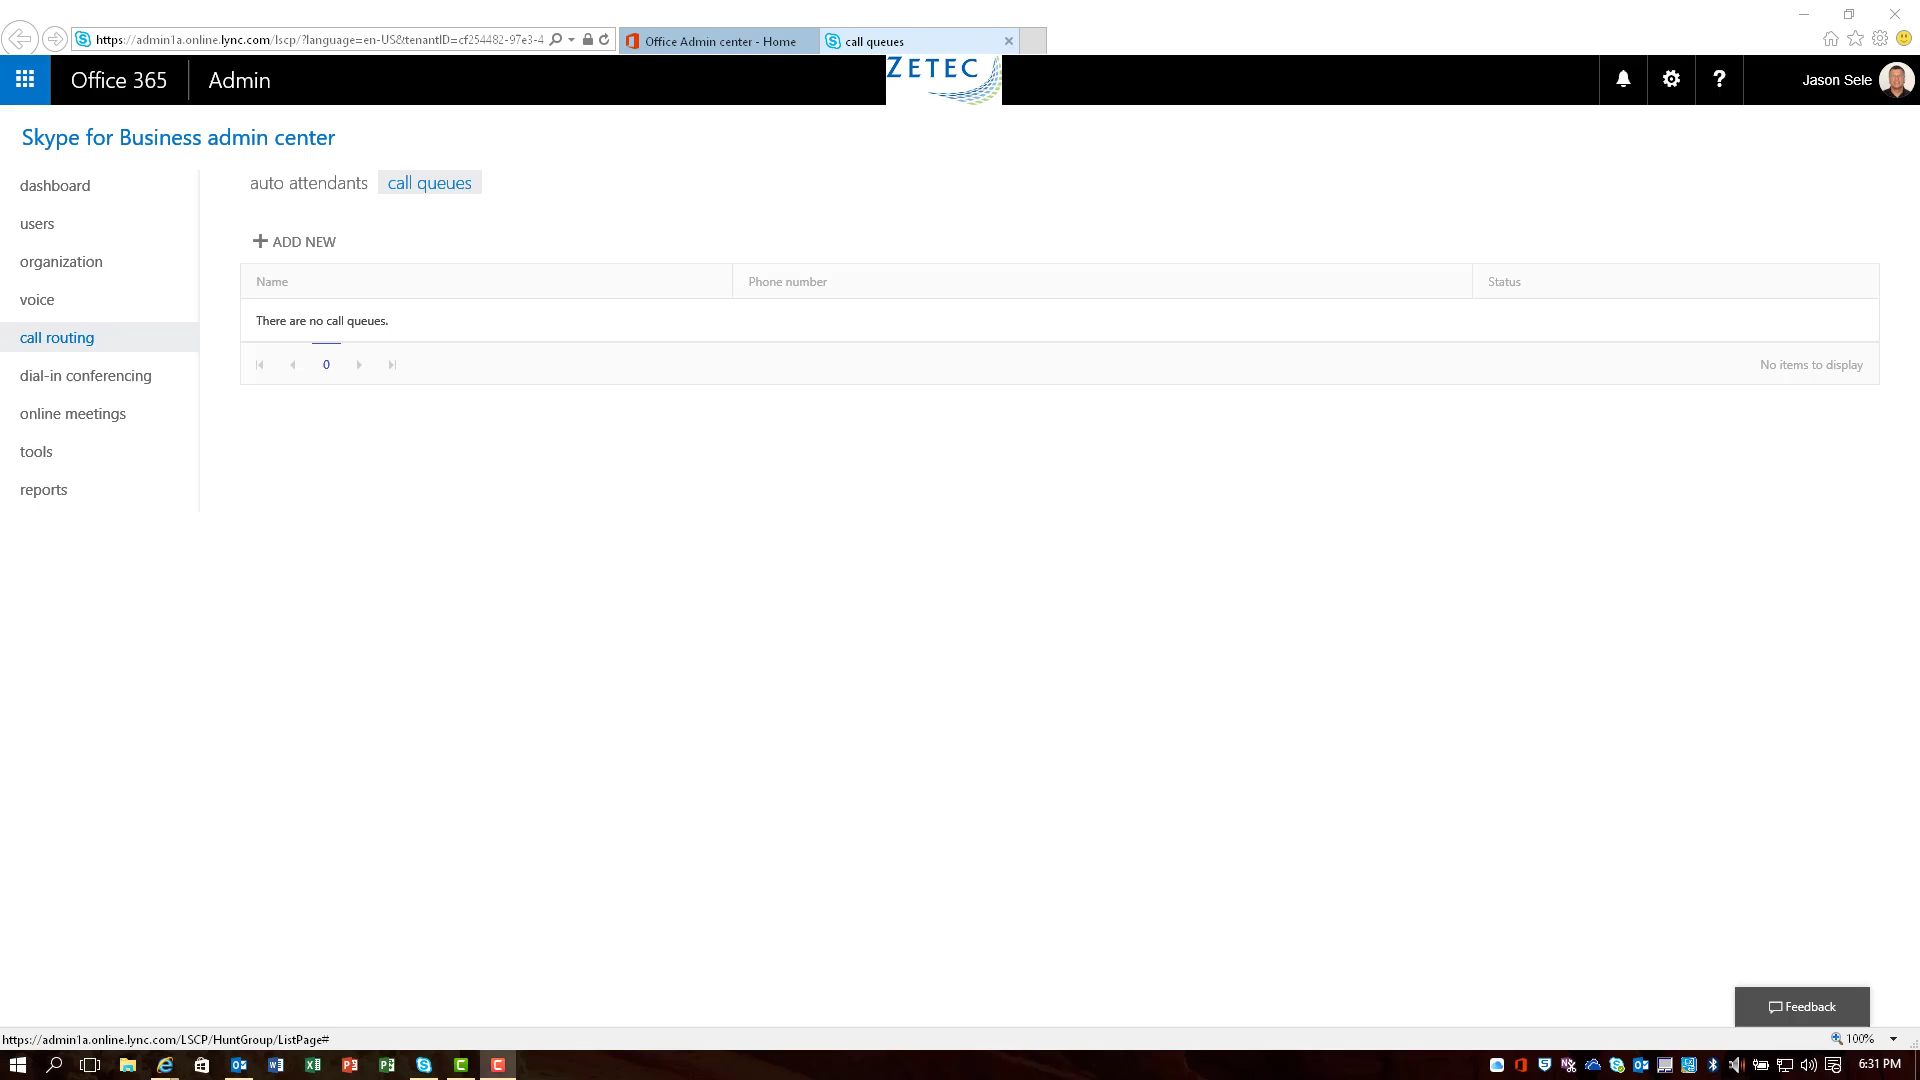 https://admin1a.online.lync.com/lscp/?language=en-US&tenantID=cf254482-97e3-4
Office Admin center - Home
call queues
Office 365
Admin
ZETEC
Jason Sele
Skype for Business admin center
dashboard
users
organization
voice
call routing
dial-in conferencing
online meetings
tools
reports
auto attendants
call queues
ADD NEW
Name
Phone number
Status
There are no call queues.
0
No items to display
Feedback
https://admin1a.online.lync.com/LSCP/HuntGroup/ListPage#
100%
6:31 PM